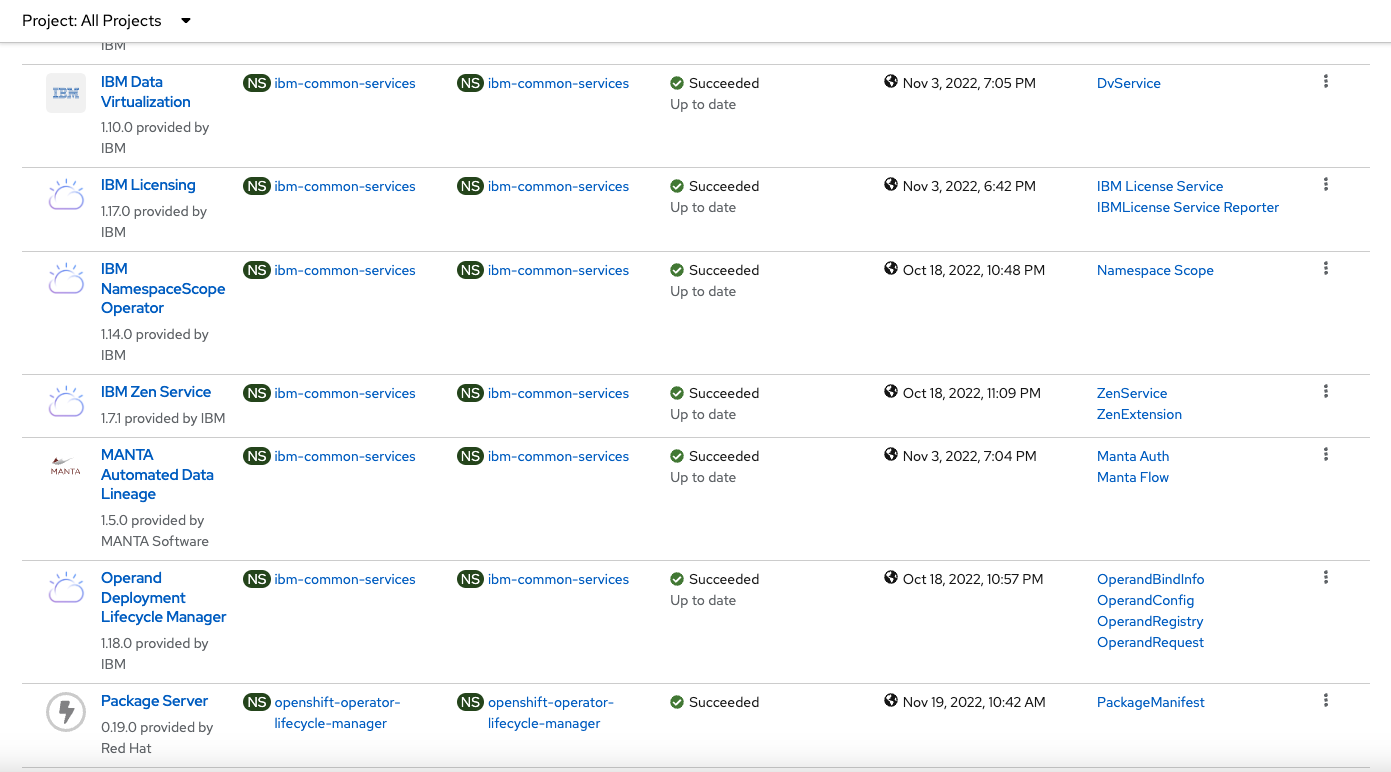 Project: All Projects
IBM
IBM Data
Virtualization
1.10.0 provided by
IBM
NS ibm-common-services
NS ibm-common-services
Succeeded
Up to date
Nov 3, 2022, 7:05 PM
DvService
IBM
IBM Licensing
1.17.0 provided by
IBM
NS ibm-common-services
NS ibm-common-services
Succeeded
Up to date
Nov 3, 2022, 6:42 PM
IBM License Service
IBMLicense Service Reporter
IBM
NamespaceScope
Operator
1.14.0 provided by
IBM
NS ibm-common-services
NS ibm-common-services
Succeeded
Up to date
Oct 18, 2022, 10:48 PM
Namespace Scope
IBM Zen Service
1.7.1 provided by IBM
NS ibm-common-services
NS ibm-common-services
Succeeded
Up to date
Oct 18, 2022, 11:09 PM
ZenService
ZenExtension
MANTA
MANTA
Automated Data
Lineage
1.5.0 provided by
MANTA Software
NS ibm-common-services
NS ibm-common-services
Succeeded
Up to date
Nov 3, 2022, 7:04 PM
Manta Auth
Manta Flow
Operand
Deployment
Lifecycle Manager
1.18.0 provided by
IBM
NS ibm-common-services
NS ibm-common-services
Succeeded
Up to date
Oct 18, 2022, 10:57 PM
OperandBindInfo
OperandConfig
OperandRegistry
OperandRequest
Package Server
0.19.0 provided by
Red Hat
NS openshift-operator-
lifecycle-manager
NS openshift-operator-
lifecycle-manager
Succeeded
Nov 19, 2022, 10:42 AM
PackageManifest